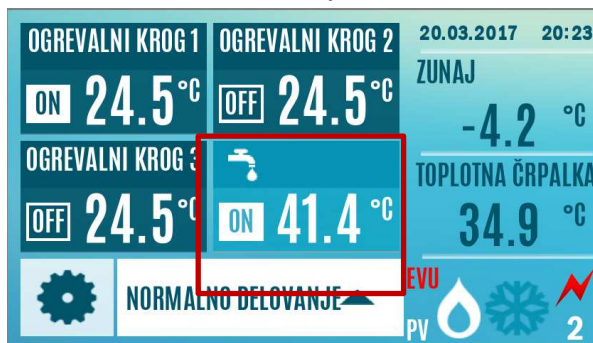 OGREVALNI KROG 1
ON 24.5°C
OGREVALNI KROG 2
OFF 24.5°C
OGREVALNI KROG 3
OFF 24.5°C
ON 41.4 °C
NORMALNO DELOVANJE
20.03.2017 20:23
ZUNAJ
-4.2 °C
TOPLOTNA ČRPALKA
34.9 °C
EVU
PV
2